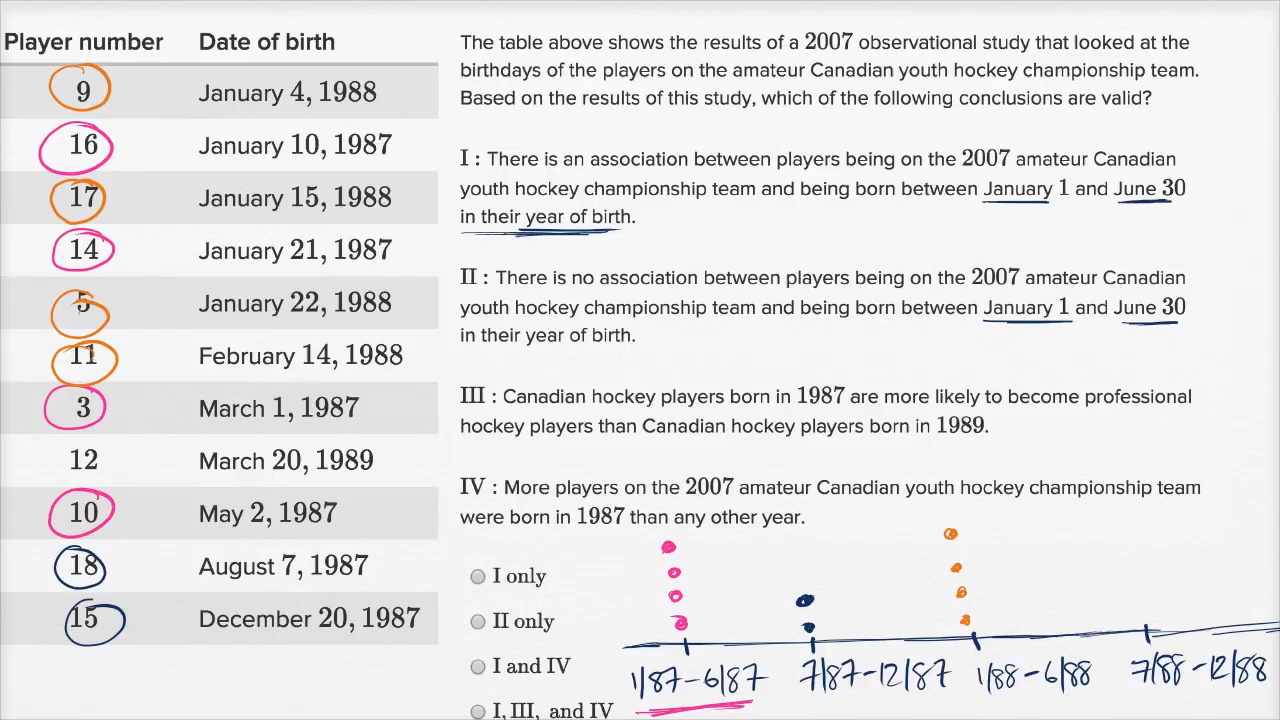 Player number Date of birth
9 January 4, 1988
16 January 10, 1987
17 January 15, 1988
14 January 21, 1987
5 January 22, 1988
11 February 14, 1988
3 March 1, 1987
12 March 20, 1989
10 May 2, 1987
18 August 7, 1987
15 December 20, 1987
The table above shows the results of a 2007 observational study that looked at the
birthdays of the players on the amateur Canadian youth hockey championship team.
Based on the results of this study, which of the following conclusions are valid?
I : There is an association between players being on the 2007 amateur Canadian
youth hockey championship team and being born between January 1 and June 30
in their year of birth.
II : There is no association between players being on the 2007 amateur Canadian
youth hockey championship team and being born between January 1 and June 30
in their year of birth.
III : Canadian hockey players born in 1987 are more likely to become professional
hockey players than Canadian hockey players born in 1989.
IV : More players on the 2007 amateur Canadian youth hockey championship team
were born in 1987 than any other year.
I only
II only
I and IV
I, III, and IV
1/87-6/87 7/87-12/87 1/88-6/88 7/88-12/88